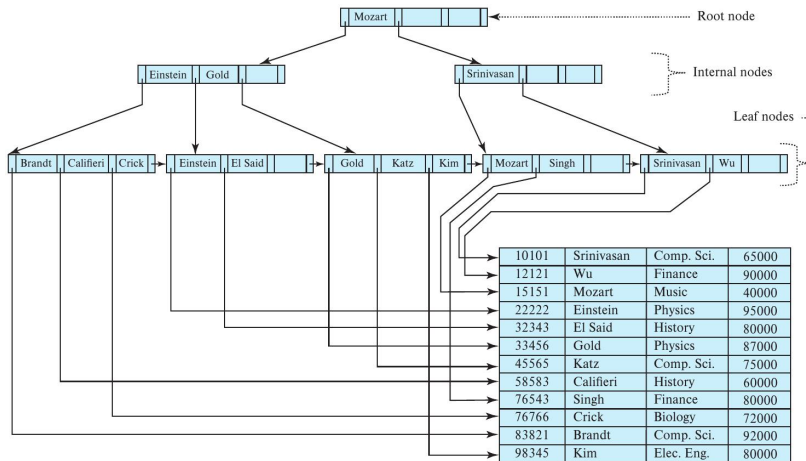 Mozart
Root node
Einstein Gold
Srinivasan
Internal nodes
Leaf nodes
Brandt Califieri Crick
Einstein El Said
Gold Katz Kim
Mozart Singh
Srinivasan Wu
10101 Srinivasan Comp. Sci. 65000
12121 Wu Finance 90000
15151 Mozart Music 40000
22222 Einstein Physics 95000
32343 El Said History 80000
33456 Gold Physics 87000
45565 Katz Comp. Sci. 75000
58583 Califieri History 60000
76543 Singh Finance 80000
76766 Crick Biology 72000
83821 Brandt Comp. Sci. 92000
98345 Kim Elec. Eng. 80000